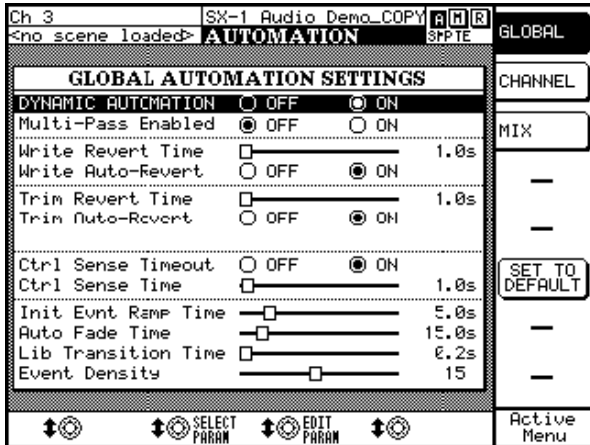 Ch 3
SX-1 Audio Demo_COPY
A M R
<no scene loaded>
AUTOMATION
SMPTE
GLOBAL AUTOMATION SETTINGS
DYNAMIC AUTOMATION OFF ON
Multi-Pass Enabled OFF ON
Write Revert Time 1.0s
Write Auto-Revert OFF ON
Trim Revert Time 1.0s
Trim Auto-Revert OFF ON
Ctrl Sense Timeout OFF ON
Ctrl Sense Time 1.0s
Init Evnt Ramp Time 5.0s
Auto Fade Time 15.0s
Lib Transition Time 0.2s
Event Density 15
SELECT PARAM
EDIT PARAM
GLOBAL
CHANNEL
MIX
SET TO
DEFAULT
Active
Menu